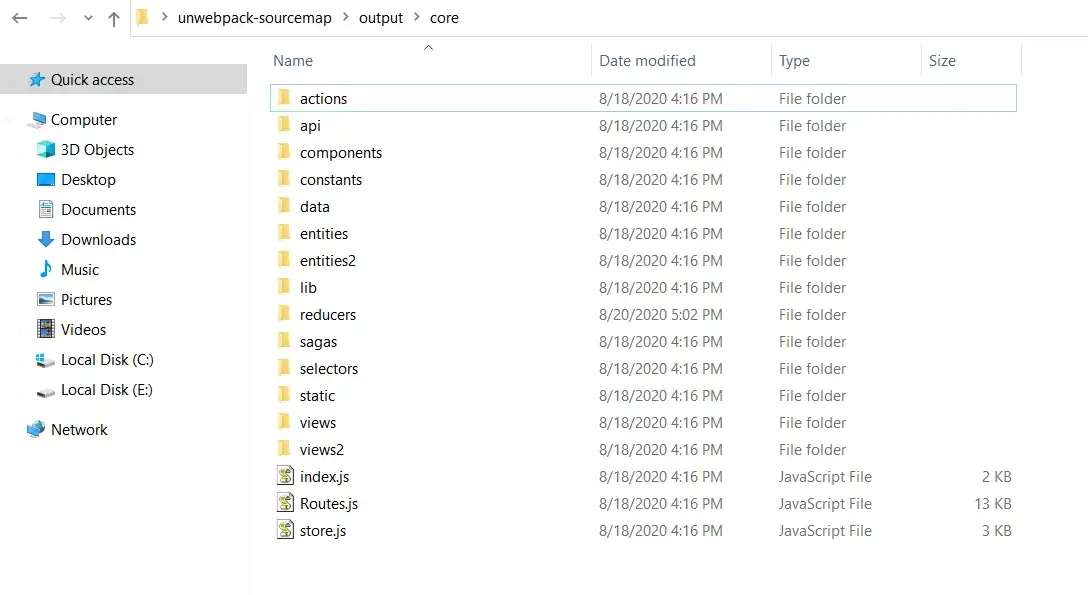 unwebpack-sourcemap > output > core
Name Date modified Type Size
Quick access
Computer
3D Objects
Desktop
Documents
Downloads
Music
Pictures
Videos
Local Disk (C:)
Local Disk (E:)
Network
actions 8/18/2020 4:16 PM File folder
api 8/18/2020 4:16 PM File folder
components 8/18/2020 4:16 PM File folder
constants 8/18/2020 4:16 PM File folder
data 8/18/2020 4:16 PM File folder
entities 8/18/2020 4:16 PM File folder
entities2 8/18/2020 4:16 PM File folder
lib 8/18/2020 4:16 PM File folder
reducers 8/20/2020 5:02 PM File folder
sagas 8/18/2020 4:16 PM File folder
selectors 8/18/2020 4:16 PM File folder
static 8/18/2020 4:16 PM File folder
views 8/18/2020 4:16 PM File folder
views2 8/18/2020 4:16 PM File folder
index.js 8/18/2020 4:16 PM JavaScript File 2 KB
Routes.js 8/18/2020 4:16 PM JavaScript File 13 KB
store.js 8/18/2020 4:16 PM JavaScript File 3 KB